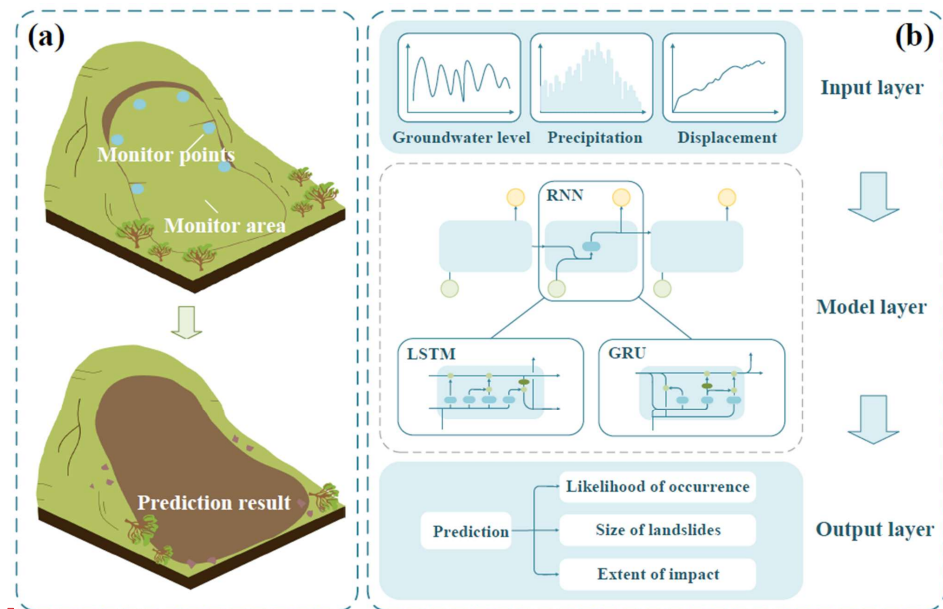 (a)
Monitor points
Monitor area
Prediction result
(b)
Groundwater level
Precipitation
Displacement
Input layer
RNN
LSTM
GRU
Model layer
Prediction
Likelihood of occurrence
Size of landslides
Extent of impact
Output layer